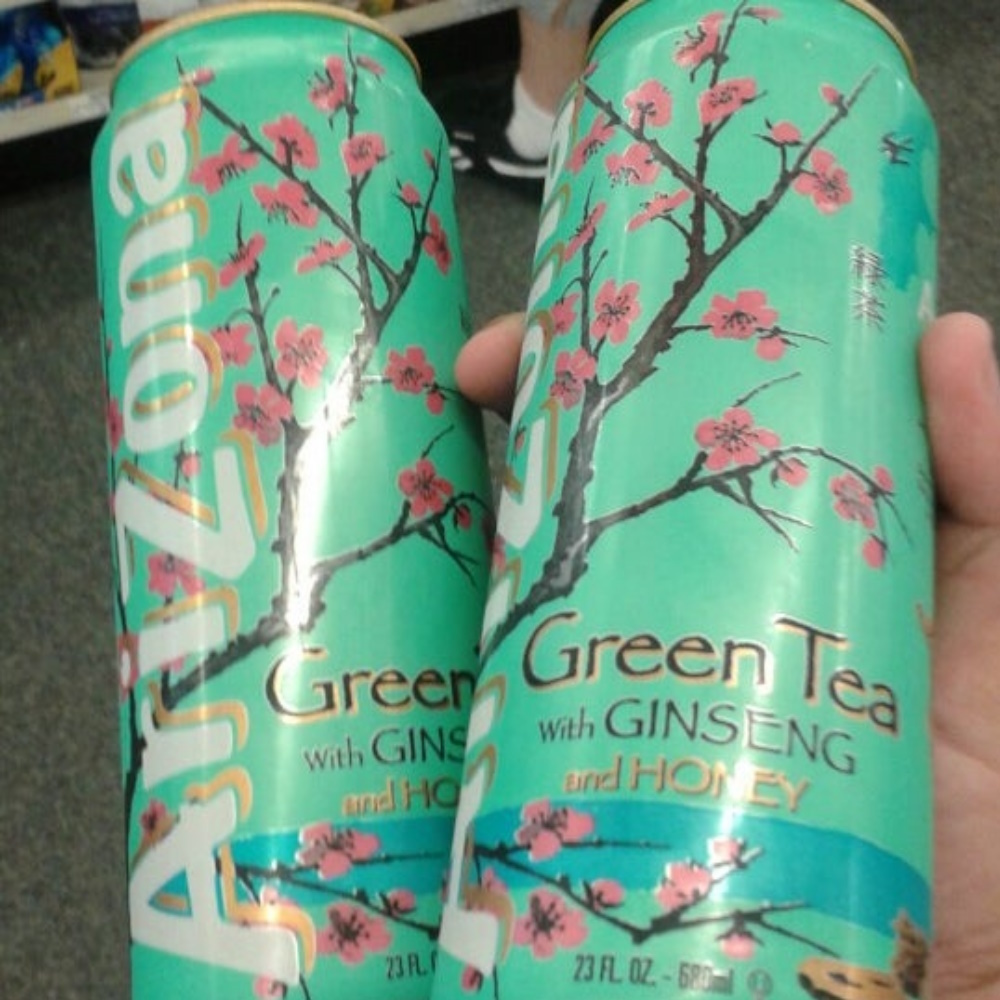 AriZona
Green
with GINS
and HO
23 FL.
AriZona
Green Tea
with GINSENG
and HONEY
23 FL. OZ. - 680ml